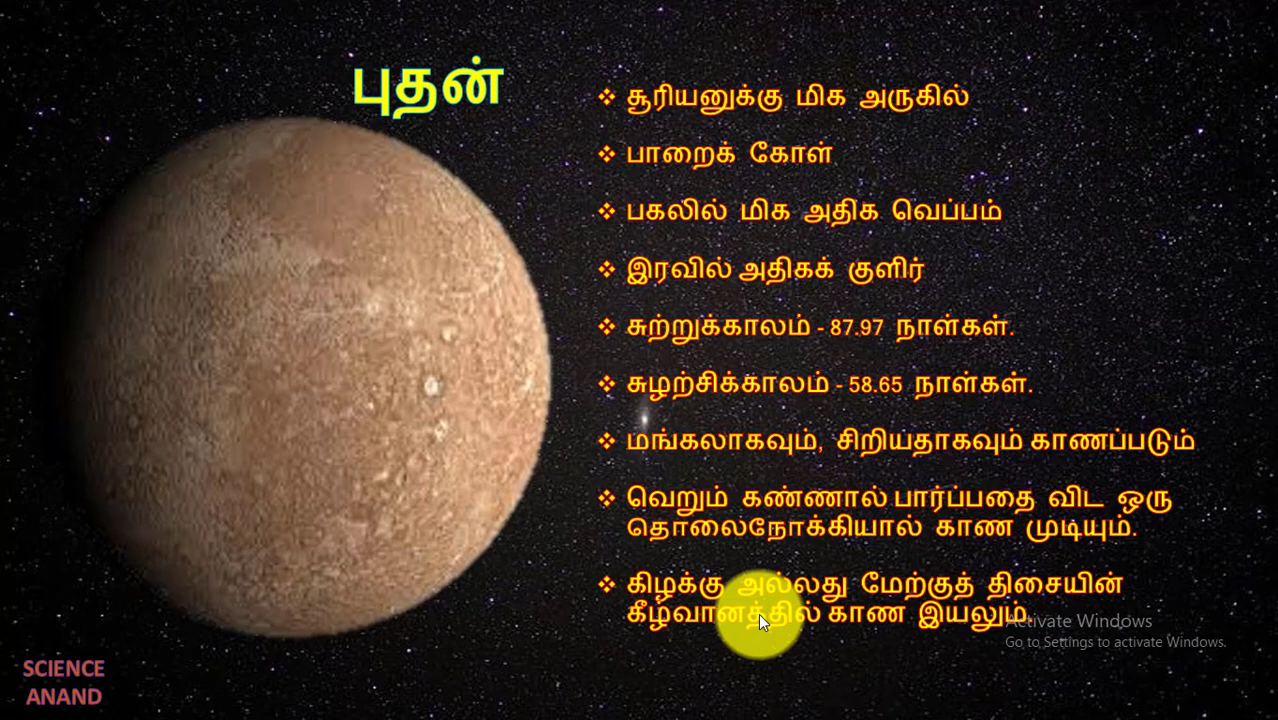 புதன்
❖ சூரியனுக்கு மிக அருகில்
❖ பாறைக் கோள்
❖ பகலில் மிக அதிக வெப்பம்
❖ இரவில் அதிகக் குளிர்
❖ சுற்றுக்காலம் - 87.97 நாள்கள்.
❖ சுழற்சிக்காலம் - 58.65 நாள்கள்.
❖ மங்கலாகவும், சிறியதாகவும் காணப்படும்
❖ வெறும் கண்ணால் பார்ப்பதை விட ஒரு
தொலைநோக்கியால் காண முடியும்.
❖ கிழக்கு அல்லது மேற்குத் திசையின்
கீழ்வானத்தில் காண இயலும்.
Activate Windows
Go to Settings to activate Windows.
SCIENCE
ANAND